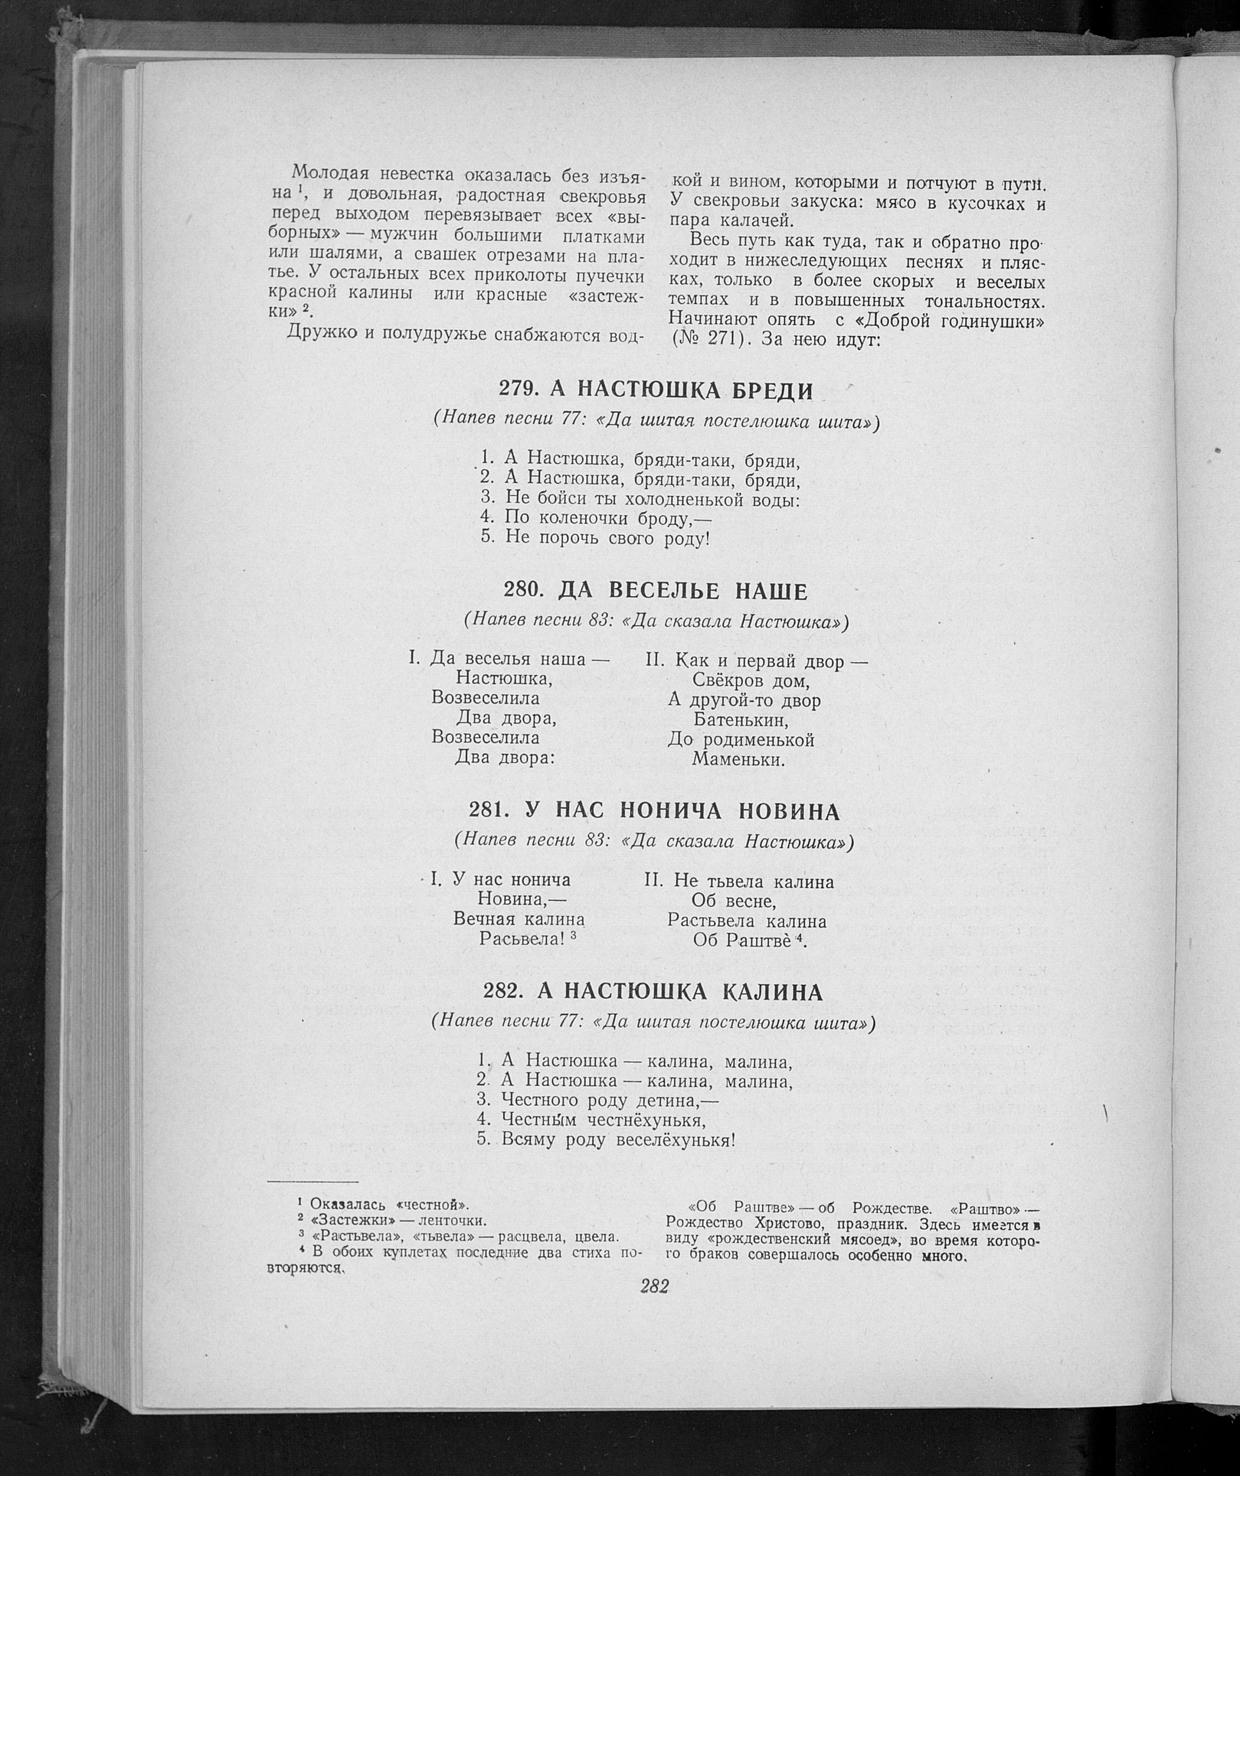 Молодая невестка оказалась без изъя-
на ¹, и довольная, радостная свекровья
перед выходом перевязывает всех «вы-
борных» — мужчин большими платками
или шалями, а свашек отрезами на пла-
тье. У остальных всех приколоты пучечки
красной калины или красные «застеж-
ки» ².
Дружко и полудружье снабжаются вод-
кой и вином, которыми и потчуют в пути.
У свекровьи закуска: мясо в кусочках и
пара калачей.
Весь путь как туда, так и обратно про-
ходит в нижеследующих песнях и пляс-
ках, только в более скорых и веселых
темпах и в повышенных тональностях.
Начинают опять с «Доброй годинушки»
(№ 271). За нею идут:
279. А НАСТЮШКА БРЕДИ
(Напев песни 77: «Да шитая постелюшка шита»)
1. А Настюшка, бряди-таки, бряди,
2. А Настюшка, бряди-таки, бряди,
3. Не бойси ты холодненькой воды:
4. По коленочки броду,—
5. Не порочь свого роду!
280. ДА ВЕСЕЛЬЕ НАШЕ
(Напев песни 83: «Да сказала Настюшка»)
I. Да веселья наша —
Настюшка,
Возвеселила
Два двора,
Возвеселила
Два двора:
II. Как и первай двор —
Свёкров дом,
А другой-то двор
Батенькин,
До родименькой
Маменьки.
281. У НАС НОНИЧА НОВИНА
(Напев песни 83: «Да сказала Настюшка»)
I. У нас нонича
Новина,—
Вечная калина
Расьвела! ³
II. Не тьвела калина
Об весне,
Растьвела калина
Об Раштвѐ ⁴.
282. А НАСТЮШКА КАЛИНА
(Напев песни 77: «Да шитая постелюшка шита»)
1. А Настюшка — калина, малина,
2. А Настюшка — калина, малина,
3. Честного роду детина,—
4. Честны́м честнёхунькя,
5. Всяму роду веселёхунькя!
¹ Оказалась «честной».
² «Застежки» — ленточки.
³ «Растьвела», «тьвела» — расцвела, цвела.
⁴ В обоих куплетах последние два стиха по-
вторяются.
«Об Раштве» — об Рождестве. «Раштво» —
Рождество Христово, праздник. Здесь имеется в
виду «рождественский мясоед», во время которо-
го браков совершалось особенно много.
282